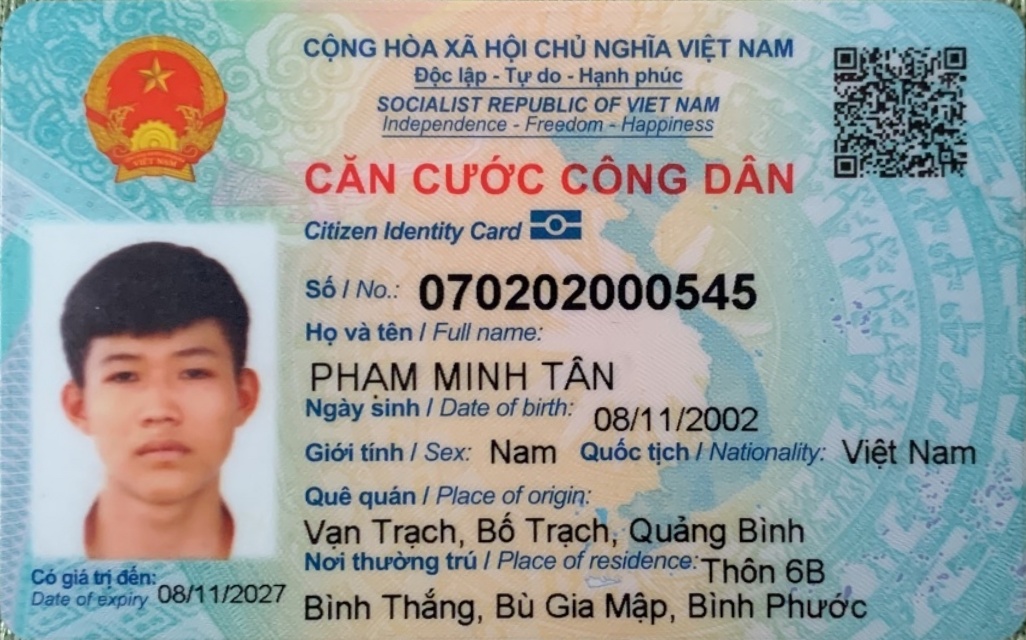 CỘNG HÒA XÃ HỘI CHỦ NGHĨA VIỆT NAM
Độc lập - Tự do - Hạnh phúc
SOCIALIST REPUBLIC OF VIET NAM
Independence - Freedom - Happiness
CĂN CƯỚC CÔNG DÂN
Citizen Identity Card
Số / No.: 070202000545
Họ và tên / Full name:
PHẠM MINH TÂN
Ngày sinh / Date of birth: 08/11/2002
Giới tính / Sex: Nam Quốc tịch / Nationality: Việt Nam
Quê quán / Place of origin:
Vạn Trạch, Bố Trạch, Quảng Bình
Nơi thường trú / Place of residence: Thôn 6B
Bình Thắng, Bù Gia Mập, Bình Phước
Có giá trị đến: 08/11/2027
Date of expiry
VIỆT NAM